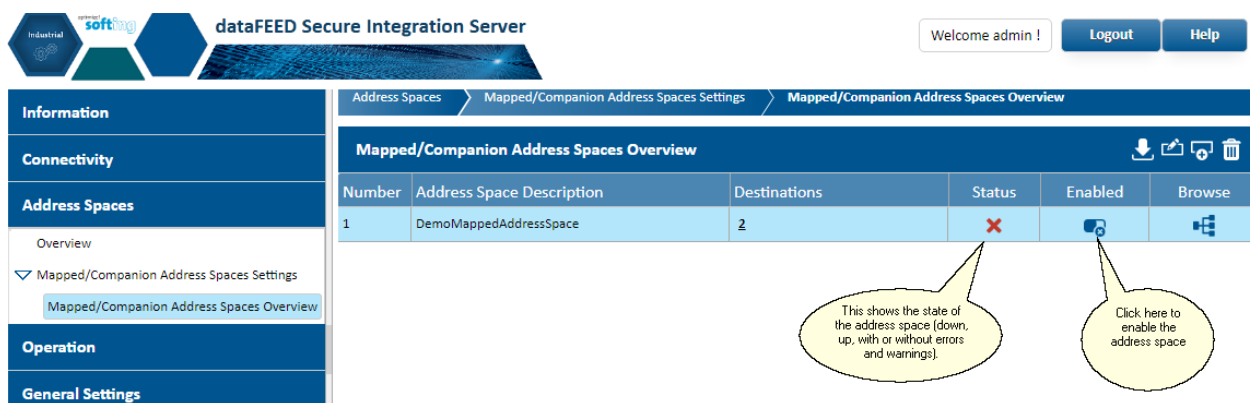 Industrial
optimize!
softing
dataFEED Secure Integration Server
Welcome admin !
Logout
Help
Information
Connectivity
Address Spaces
Overview
Mapped/Companion Address Spaces Settings
Mapped/Companion Address Spaces Overview
Operation
General Settings
Address Spaces
Mapped/Companion Address Spaces Settings
Mapped/Companion Address Spaces Overview
Mapped/Companion Address Spaces Overview
Number Address Space Description Destinations Status Enabled Browse
1 DemoMappedAddressSpace 2
This shows the state of
the address space (down,
up, with or without errors
and warnings).
Click here to
enable the
address space